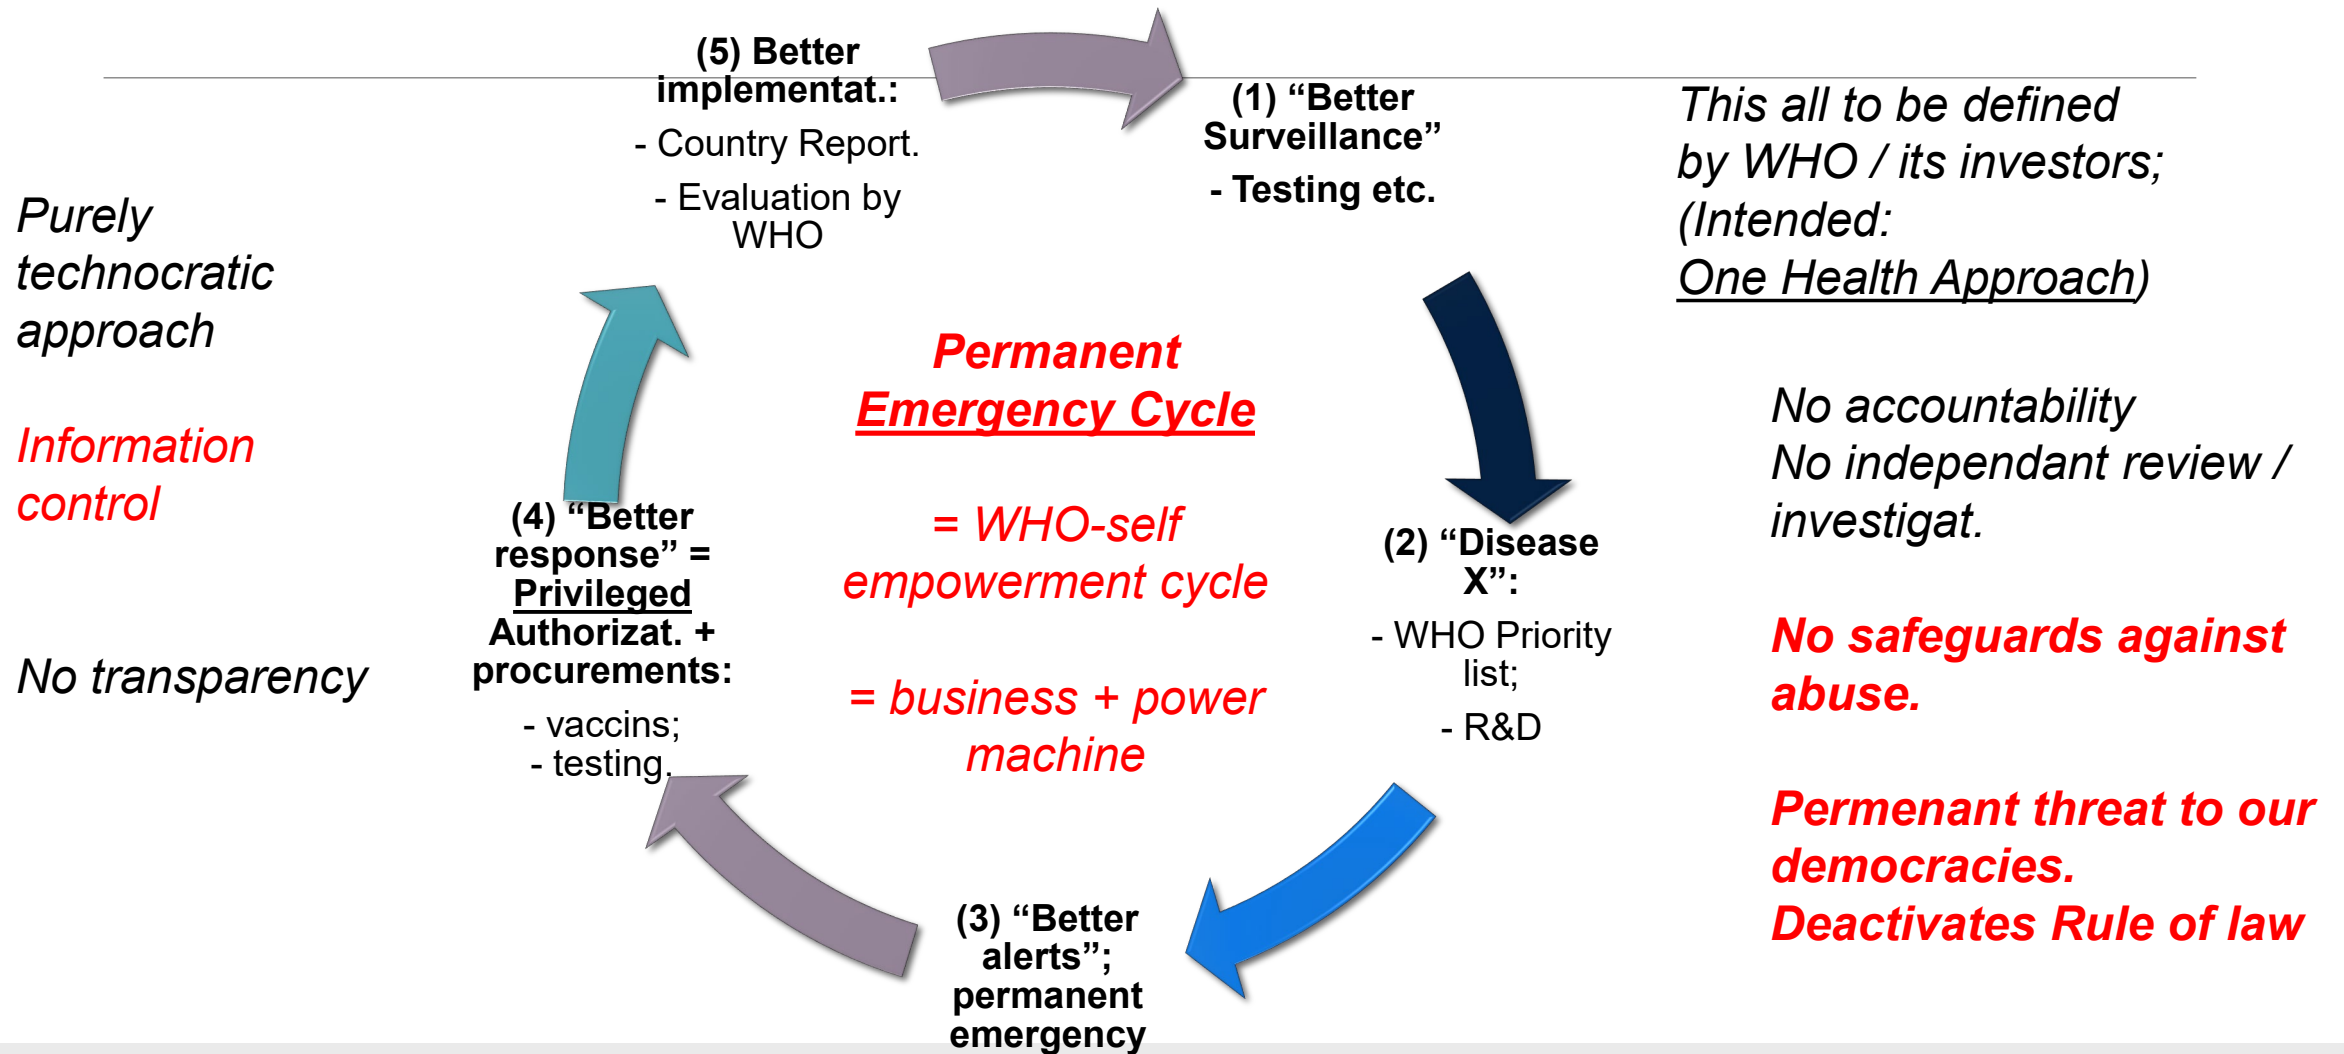 (5) Better
implementat.:
- Country Report.
- Evaluation by
WHO
(1) “Better
Surveillance”
- Testing etc.
This all to be defined
by WHO / its investors;
(Intended:
One Health Approach)
Purely
technocratic
approach
Information
control
No transparency
Permanent
Emergency Cycle
= WHO-self
empowerment cycle
= business + power
machine
(2) “Disease
X”:
- WHO Priority
list;
- R&D
No accountability
No independant review /
investigat.
No safeguards against
abuse.
Permenant threat to our
democracies.
Deactivates Rule of law
(4) “Better
response” =
Privileged
Authorizat. +
procurements:
- vaccins;
- testing.
(3) “Better
alerts”;
permanent
emergency